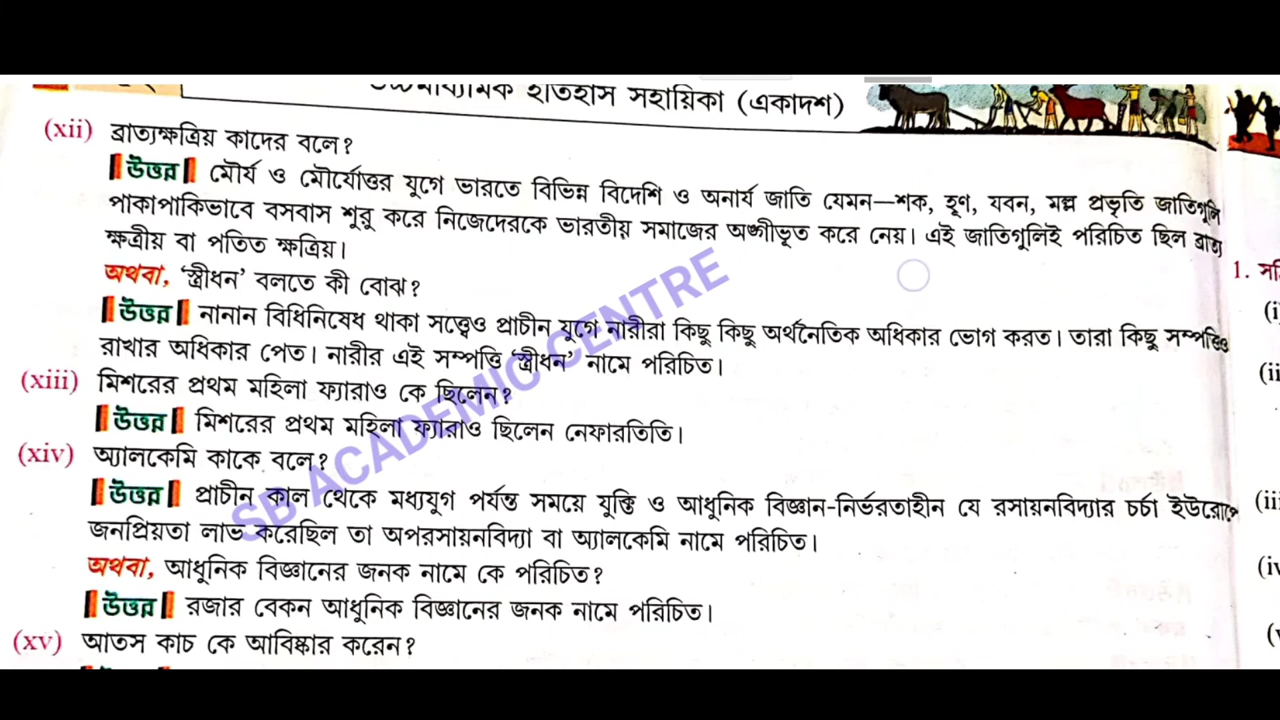 উচ্চমাধ্যমিক ইতিহাস সহায়িকা (একাদশ)
(xii) ব্রাত্যক্ষত্রিয় কাদের বলে?
উত্তর মৌর্য ও মৌর্যোত্তর যুগে ভারতে বিভিন্ন বিদেশি ও অনার্য জাতি যেমন—শক, হূণ, যবন, মল্ল প্রভৃতি জাতিগুলি
পাকাপাকিভাবে বসবাস শুরু করে নিজেদেরকে ভারতীয় সমাজের অঙ্গীভূত করে নেয়। এই জাতিগুলিই পরিচিত ছিল ব্রাত্য
ক্ষত্রীয় বা পতিত ক্ষত্রিয়।
অথবা, ‘স্ত্রীধন’ বলতে কী বোঝ?
উত্তর নানান বিধিনিষেধ থাকা সত্ত্বেও প্রাচীন যুগে নারীরা কিছু কিছু অর্থনৈতিক অধিকার ভোগ করত। তারা কিছু সম্পত্তিও
রাখার অধিকার পেত। নারীর এই সম্পত্তি ‘স্ত্রীধন’ নামে পরিচিত।
(xiii) মিশরের প্রথম মহিলা ফ্যারাও কে ছিলেন?
উত্তর মিশরের প্রথম মহিলা ফ্যারাও ছিলেন নেফারতিতি।
(xiv) অ্যালকেমি কাকে বলে?
উত্তর প্রাচীন কাল থেকে মধ্যযুগ পর্যন্ত সময়ে যুক্তি ও আধুনিক বিজ্ঞান-নির্ভরতাহীন যে রসায়নবিদ্যার চর্চা ইউরোপে
জনপ্রিয়তা লাভ করেছিল তা অপরসায়নবিদ্যা বা অ্যালকেমি নামে পরিচিত।
অথবা, আধুনিক বিজ্ঞানের জনক নামে কে পরিচিত?
উত্তর রজার বেকন আধুনিক বিজ্ঞানের জনক নামে পরিচিত।
(xv) আতস কাচ কে আবিষ্কার করেন?
SB ACADEMIC CENTRE
1.
(ii